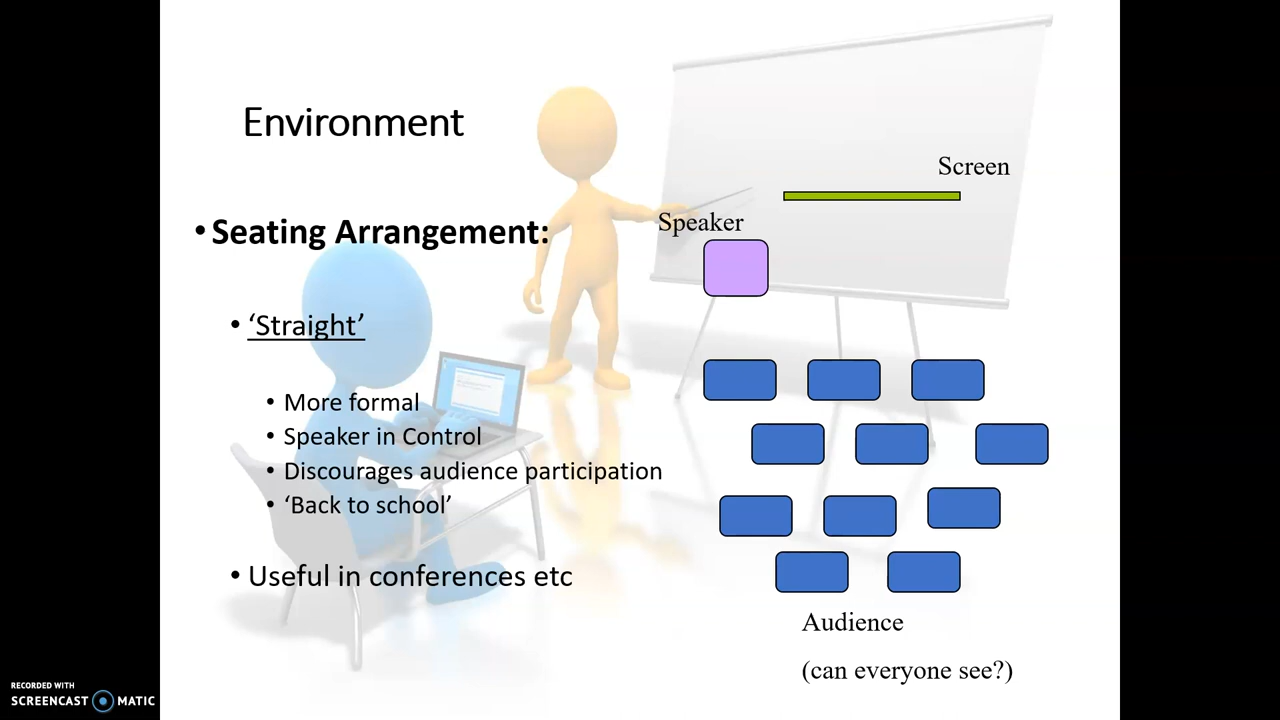 Environment
• Seating Arrangement:
• ‘Straight’
• More formal
• Speaker in Control
• Discourages audience participation
• ‘Back to school’
• Useful in conferences etc
Screen
Speaker
Audience
(can everyone see?)
RECORDED WITH
SCREENCAST MATIC